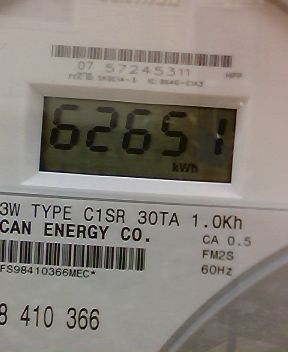 07 57245311
62651
kWh
3W TYPE C1SR 30TA 1.0Kh
CAN ENERGY CO.
CA 0.5
FM2S
60Hz
FS98410366MEC*
8 410 366